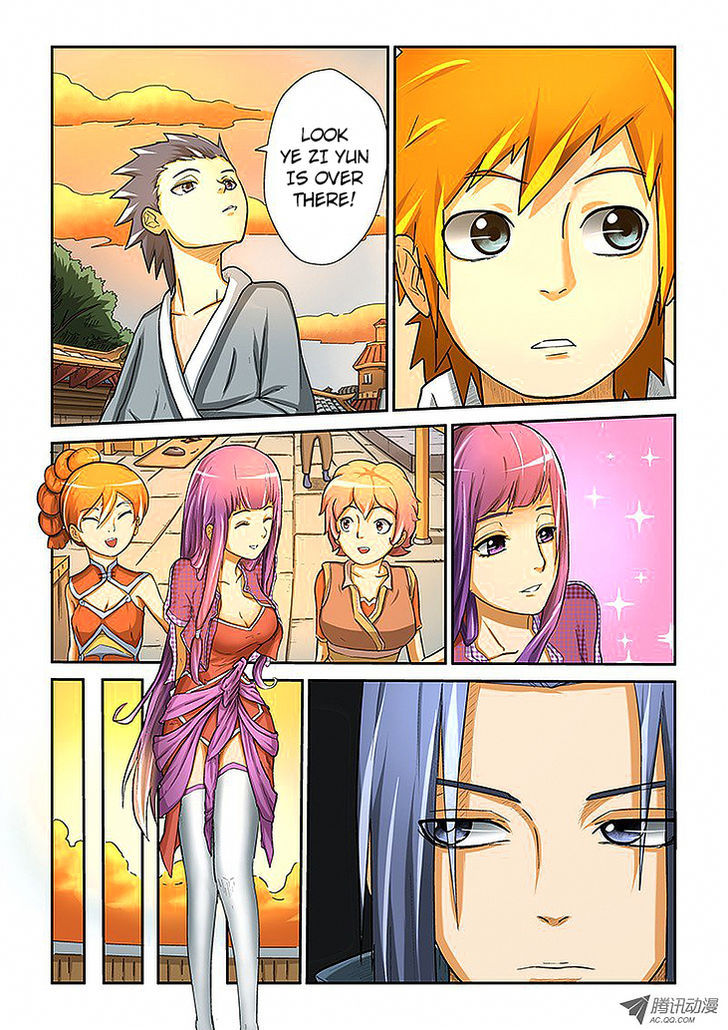 LOOK
YE ZI YUN
IS OVER
THERE!
腾讯动漫
AC.QQ.COM